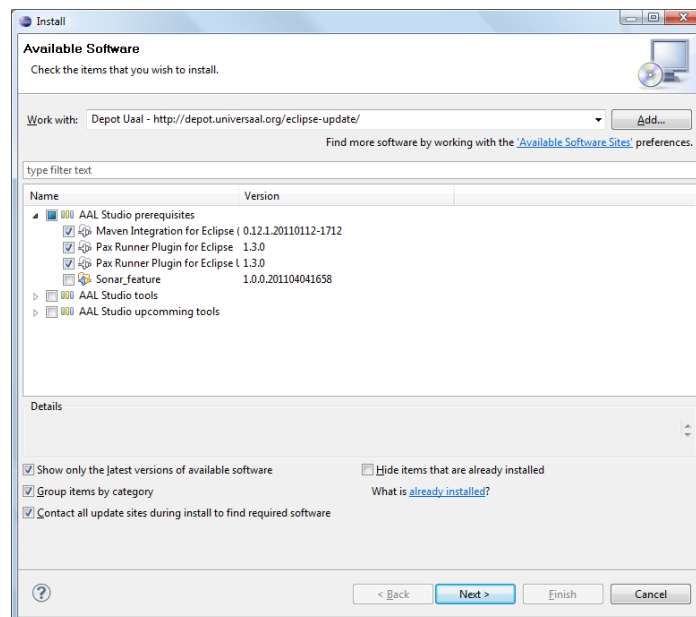 Install
Available Software
Check the items that you wish to install.
Work with: Depot Uaal - http://depot.universaal.org/eclipse-update/ Add...
Find more software by working with the 'Available Software Sites' preferences.
type filter text
Name Version
AAL Studio prerequisites
Maven Integration for Eclipse ( 0.12.1.20110112-1712
Pax Runner Plugin for Eclipse 1.3.0
Pax Runner Plugin for Eclipse U 1.3.0
Sonar_feature 1.0.0.201104041658
AAL Studio tools
AAL Studio upcomming tools
Details
Show only the latest versions of available software Hide items that are already installed
Group items by category What is already installed?
Contact all update sites during install to find required software
? < Back Next > Finish Cancel